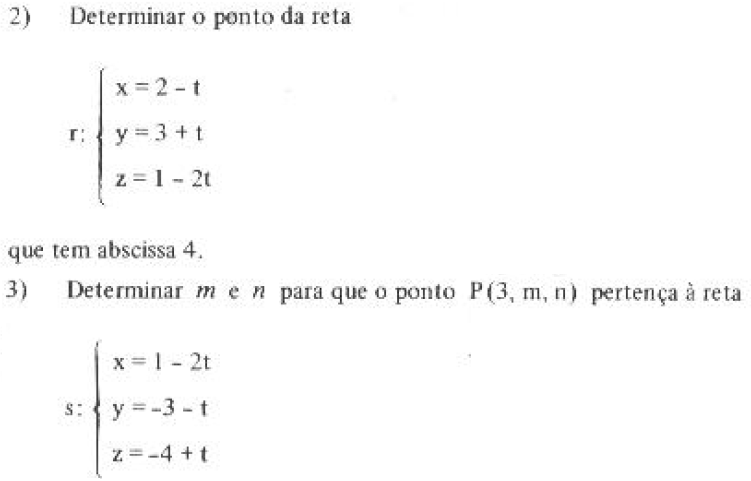 2) Determinar o ponto da reta
x = 2 - t
r: y = 3 + t
z = 1 - 2t
que tem abscissa 4.
3) Determinar m e n para que o ponto P(3, m, n) pertença à reta
x = 1 - 2t
s: y = -3 - t
z = -4 + t